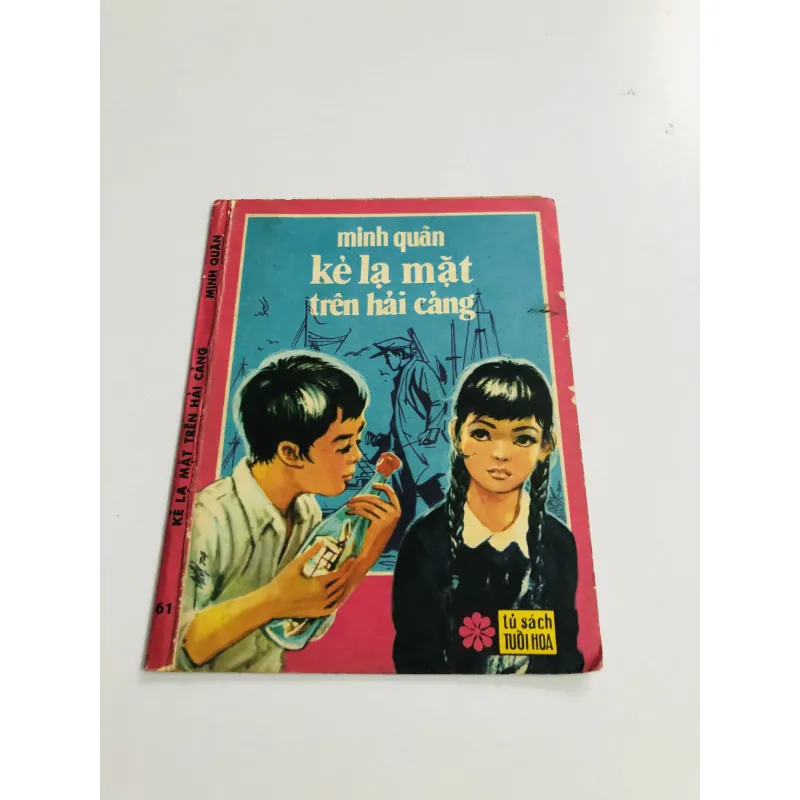 minh quân
kẻ lạ mặt
trên hải cảng
tủ sách
TUỔI HOA
61
KẺ LẠ MẶT TRÊN HẢI CẢNG
MINH QUÂN